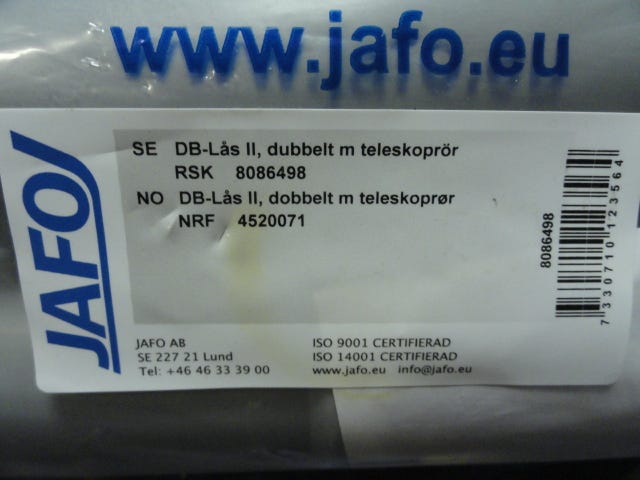 www.jafo.eu
JAFO
SE DB-Lås II, dubbelt m teleskoprör
RSK 8086498
NO DB-Lås II, dobbelt m teleskoprør
NRF 4520071
8086498
7330710123564
JAFO AB
SE 227 21 Lund
Tel: +46 46 33 39 00
ISO 9001 CERTIFIERAD
ISO 14001 CERTIFIERAD
www.jafo.eu info@jafo.eu